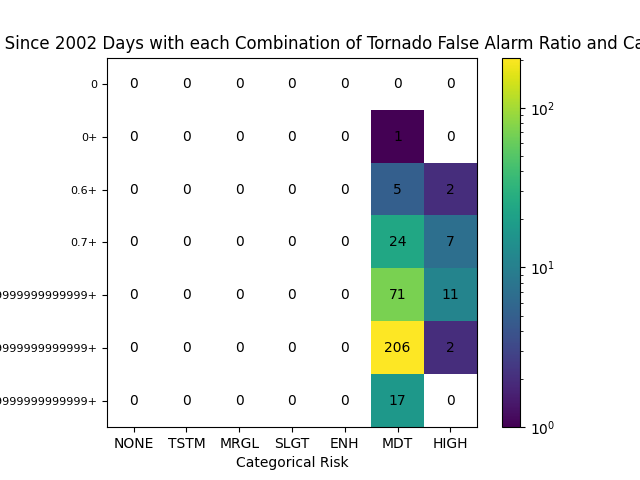 Since 2002 Days with each Combination of Tornado False Alarm Ratio and
0 0 0 0 0 0 0 0
0+ 0 0 0 0 0 1 0
0.6+ 0 0 0 0 0 5 2
0.7+ 0 0 0 0 0 24 7
9999999999999+ 0 0 0 0 0 71 11
9999999999999+ 0 0 0 0 0 206 2
9999999999999+ 0 0 0 0 0 17 0
NONE TSTM MRGL SLGT ENH MDT HIGH
Categorical Risk
10²
10¹
10⁰